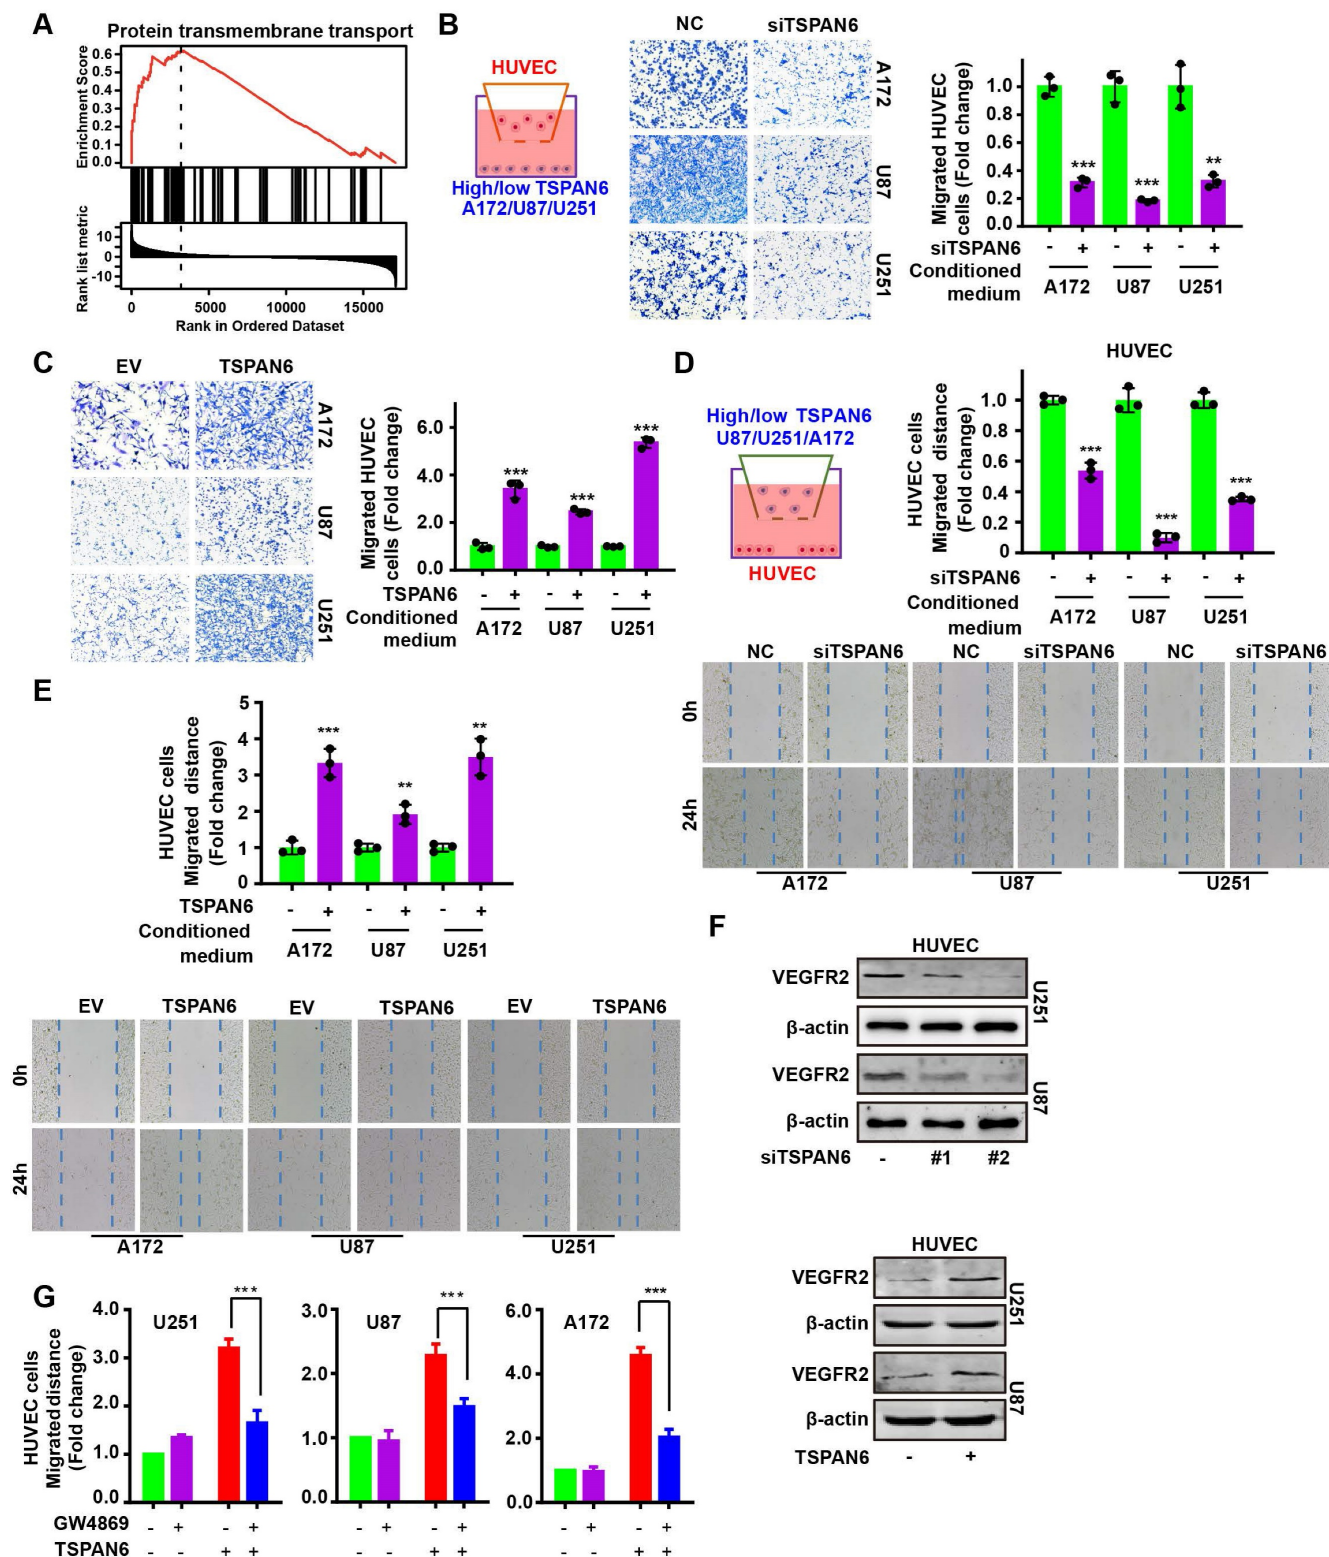 A
Protein transmembrane transport
Enrichment Score
0.6
0.5
0.4
0.3
0.2
0.1
0.0
Rank list metric
10
0
-10
0
5000
10000
15000
Rank in Ordered Dataset
B
HUVEC
High/low TSPAN6
A172/U87/U251
NC
siTSPAN6
A172
U87
U251
Migrated HUVEC
cells (Fold change)
1.0
0.8
0.6
0.4
0.2
0.0
***
***
**
siTSPAN6
- + - + - +
Conditioned
medium
A172 U87 U251
C
EV
TSPAN6
A172
U87
U251
Migrated HUVEC
cells (Fold change)
6.0
4.0
2.0
0.0
***
***
***
TSPAN6
- + - + - +
Conditioned
medium
A172 U87 U251
D
High/low TSPAN6
U87/U251/A172
HUVEC
HUVEC
HUVEC cells
Migrated distance
(Fold change)
1.0
0.8
0.6
0.4
0.2
0
***
***
***
siTSPAN6
- + - + - +
Conditioned
medium
A172 U87 U251
NC siTSPAN6 NC siTSPAN6 NC siTSPAN6
0h
24h
A172 U87 U251
E
HUVEC cells
Migrated distance
(Fold change)
5
4
3
2
1
0
***
**
**
TSPAN6
- + - + - +
Conditioned
medium
A172 U87 U251
EV TSPAN6 EV TSPAN6 EV TSPAN6
0h
24h
A172 U87 U251
F
HUVEC
VEGFR2
β-actin
U251
VEGFR2
β-actin
U87
siTSPAN6 - #1 #2
HUVEC
VEGFR2
β-actin
U251
VEGFR2
β-actin
U87
TSPAN6 - +
G
HUVEC cells
Migrated distance
(Fold change)
4.0
3.0
2.0
1.0
0.0
U251
***
3.0
2.0
1.0
0.0
U87
***
6.0
4.0
2.0
0.0
A172
***
GW4869 - + - + - + - + - + - +
TSPAN6 - - + + - - + + - - + +